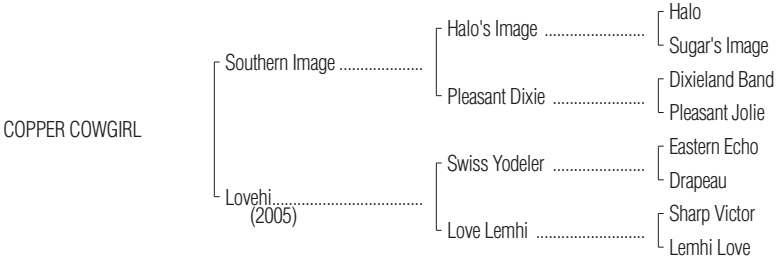 Halo
Halo's Image ........................
Sugar's Image
Southern Image ....................
Dixieland Band
Pleasant Dixie ......................
Pleasant Jolie
COPPER COWGIRL
Eastern Echo
Swiss Yodeler ......................
Drapeau
Lovehi....................................
(2005)
Sharp Victor
Love Lemhi ..........................
Lemhi Love